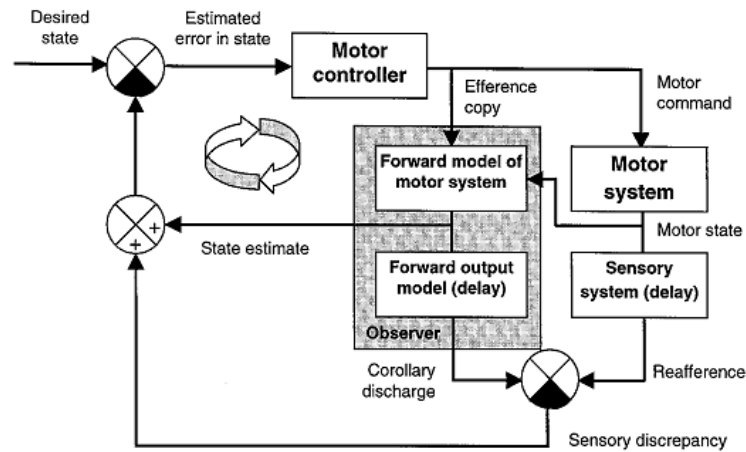 Desired
state
Estimated
error in state
Motor
controller
Efference
copy
Motor
command
Forward model of
motor system
Motor
system
+
+
State estimate
Motor state
Forward output
model (delay)
Sensory
system (delay)
Observer
Corollary
discharge
Reafference
Sensory discrepancy